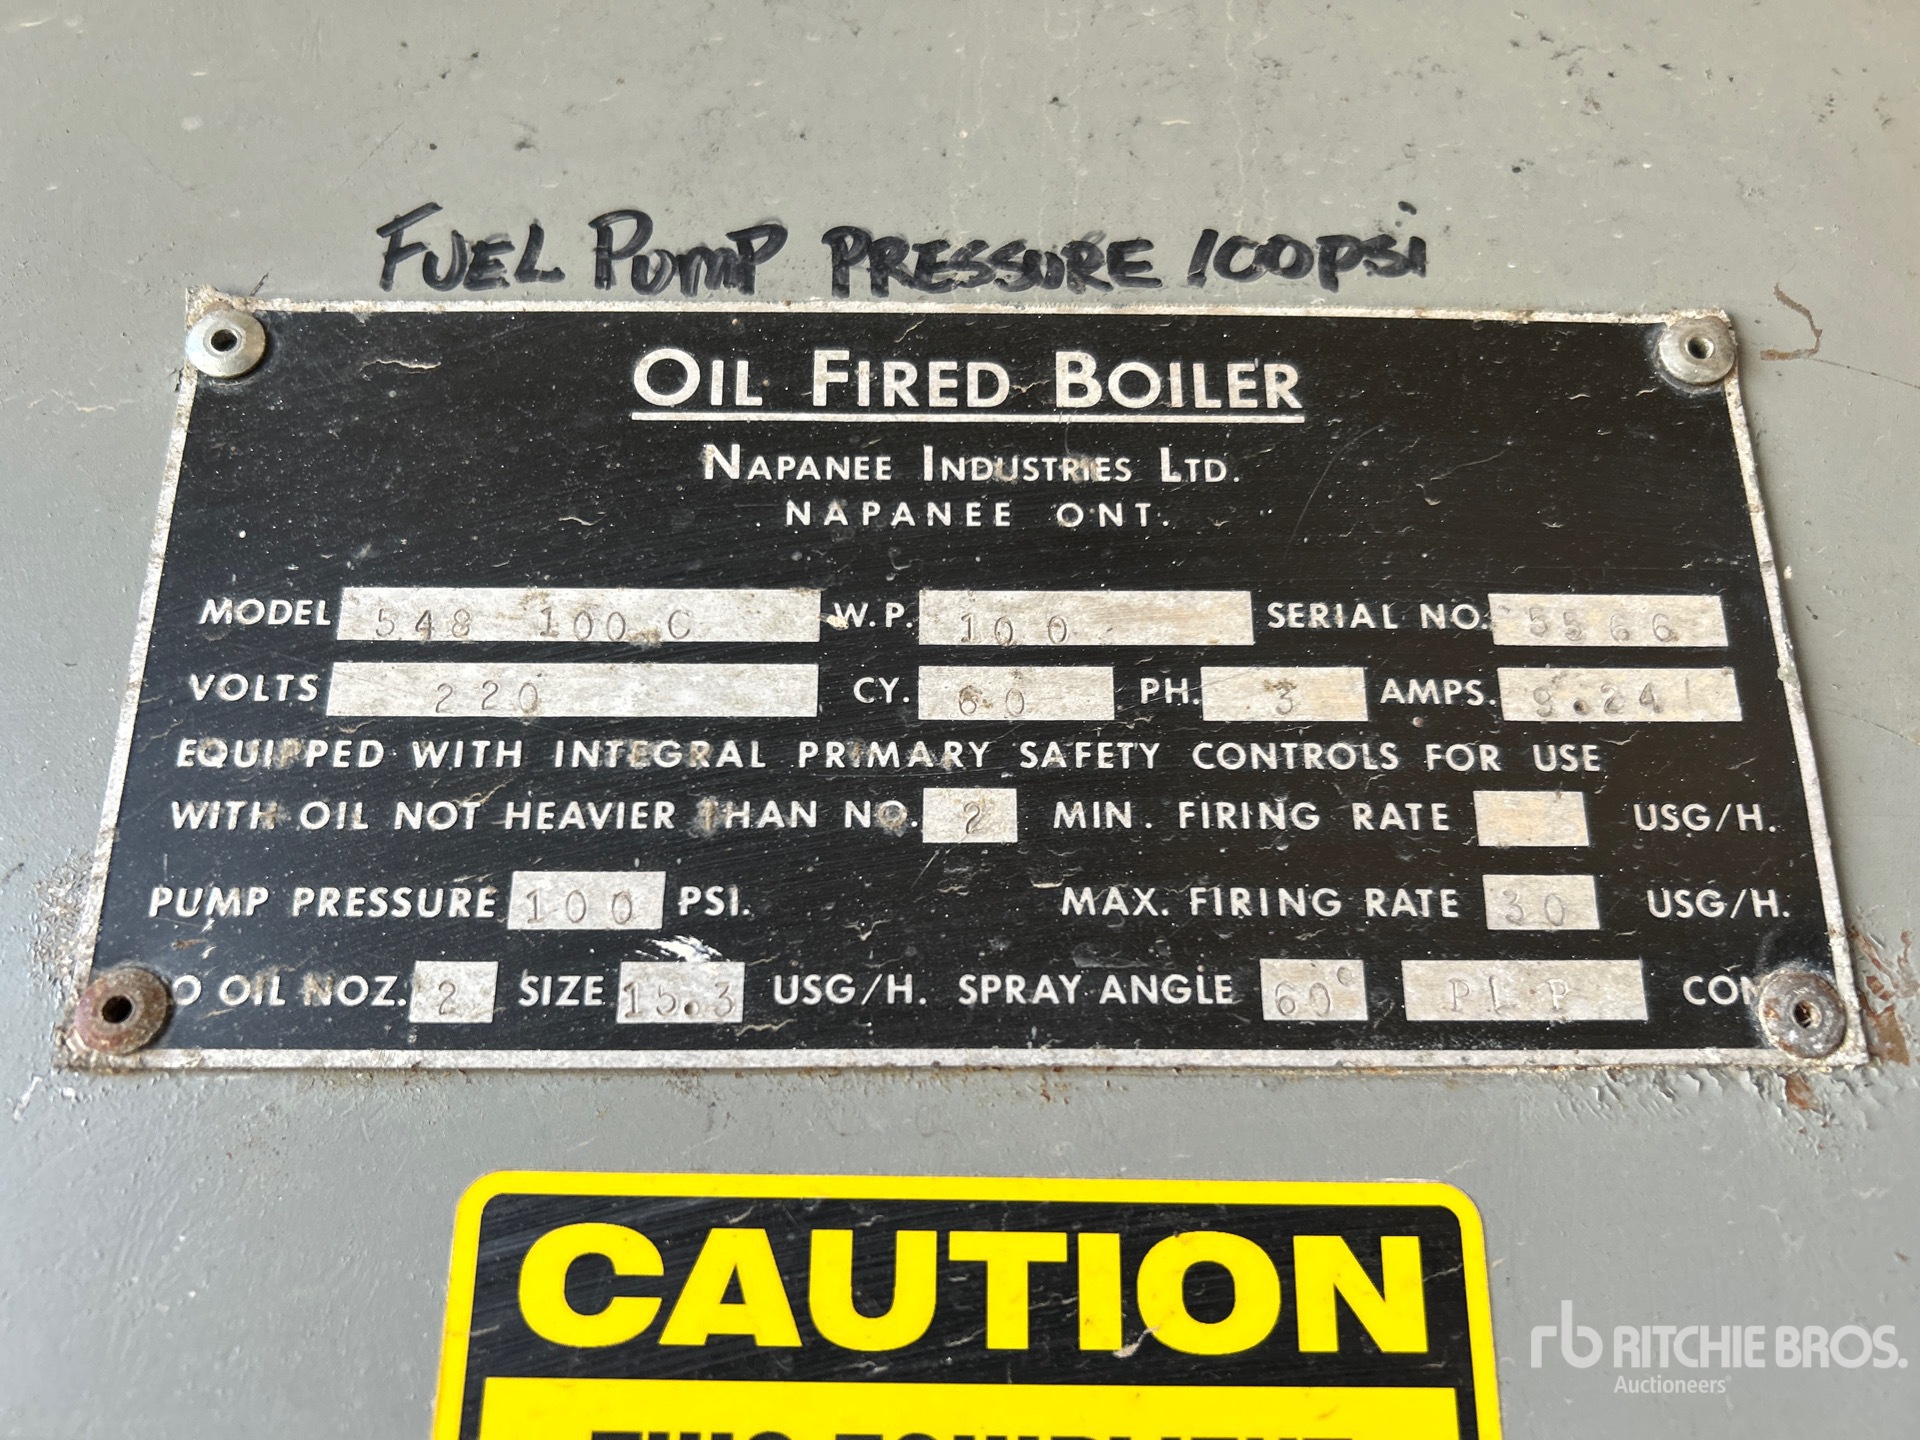 FUEL PUMP PRESSURE 100PSI
OIL FIRED BOILER
NAPANEE INDUSTRIES LTD.
NAPANEE ONT.
MODEL 548 100 C W.P. 100 SERIAL NO. 5566
VOLTS 220 CY. 60 PH. 3 AMPS. 9.24
EQUIPPED WITH INTEGRAL PRIMARY SAFETY CONTROLS FOR USE
WITH OIL NOT HEAVIER THAN NO. 2 MIN. FIRING RATE USG/H.
PUMP PRESSURE 100 PSI. MAX. FIRING RATE 30 USG/H.
OIL NOZ. 2 SIZE 15.3 USG/H. SPRAY ANGLE 60° PLP
CAUTION
THIS EQUIPMENT
rb RITCHIE BROS.
Auctioneers